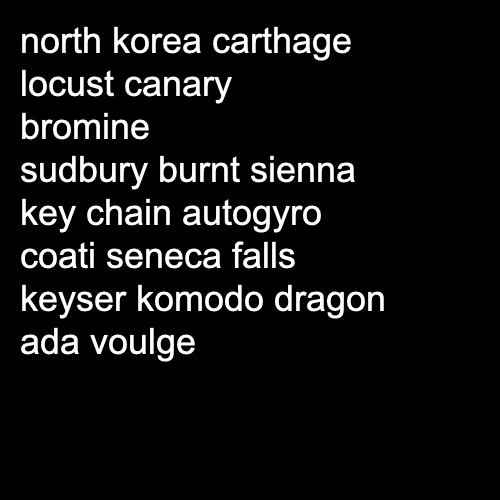 north korea carthage
locust canary
bromine
sudbury burnt sienna
key chain autogyro
coati seneca falls
keyser komodo dragon
ada voulge